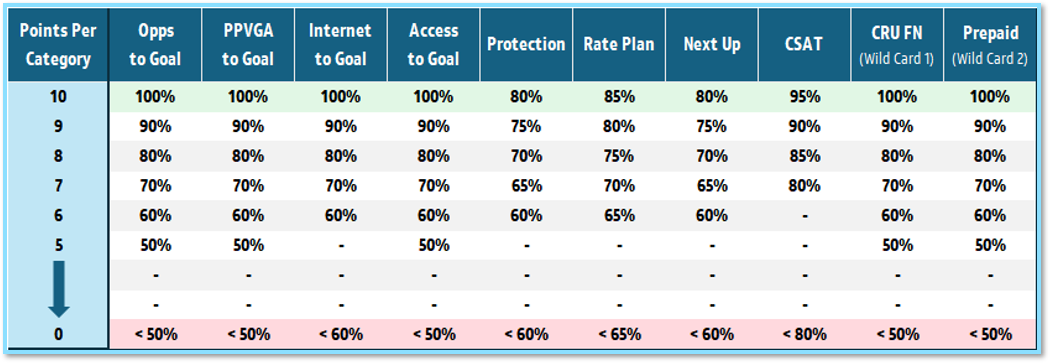 Points Per Category Opps to Goal PPVGA to Goal Internet to Goal Access to Goal Protection Rate Plan Next Up CSAT CRU FN (Wild Card 1) Prepaid (Wild Card 2)
10 100% 100% 100% 100% 80% 85% 80% 95% 100% 100%
9 90% 90% 90% 90% 75% 80% 75% 90% 90% 90%
8 80% 80% 80% 80% 70% 75% 70% 85% 80% 80%
7 70% 70% 70% 70% 65% 70% 65% 80% 70% 70%
6 60% 60% 60% 60% 60% 65% 60% - 60% 60%
5 50% 50% - 50% - - - - 50% 50%
- - - - - - - - - -
- - - - - - - - - -
0 < 50% < 50% < 60% < 50% < 60% < 65% < 60% < 80% < 50% < 50%